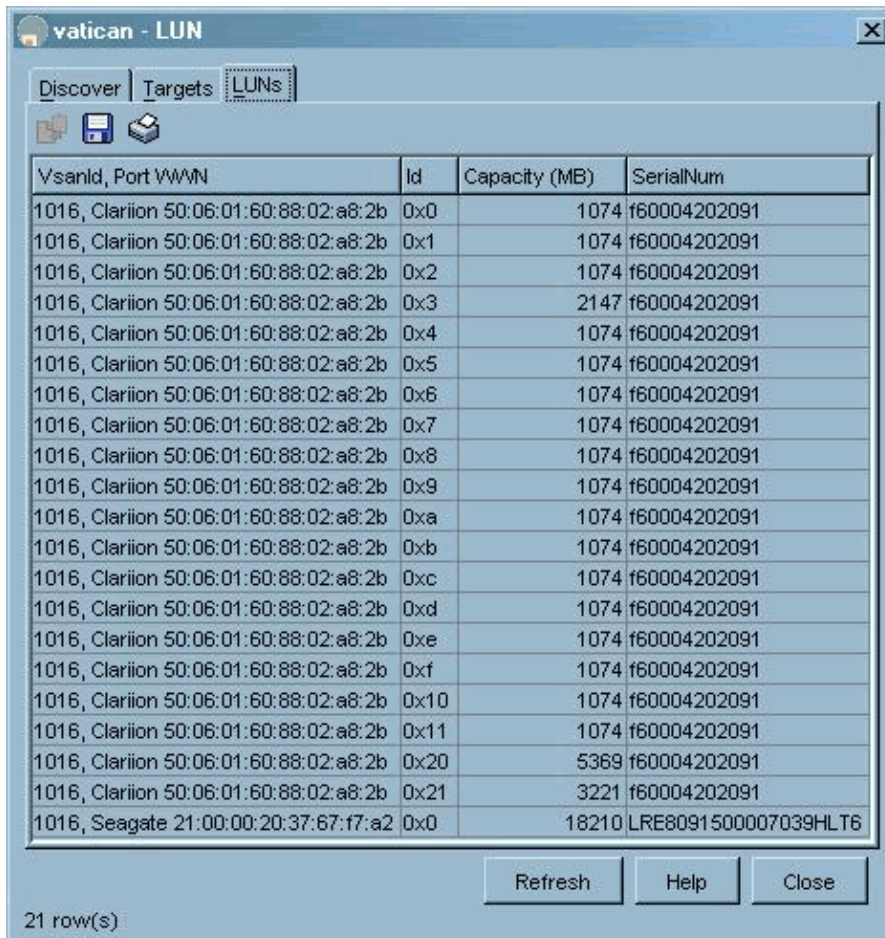 vatican - LUN
Discover Targets LUNs
VsanId, Port WWN Id Capacity (MB) SerialNum
1016, Clariion 50:06:01:60:88:02:a8:2b 0x0 1074 f60004202091
1016, Clariion 50:06:01:60:88:02:a8:2b 0x1 1074 f60004202091
1016, Clariion 50:06:01:60:88:02:a8:2b 0x2 1074 f60004202091
1016, Clariion 50:06:01:60:88:02:a8:2b 0x3 2147 f60004202091
1016, Clariion 50:06:01:60:88:02:a8:2b 0x4 1074 f60004202091
1016, Clariion 50:06:01:60:88:02:a8:2b 0x5 1074 f60004202091
1016, Clariion 50:06:01:60:88:02:a8:2b 0x6 1074 f60004202091
1016, Clariion 50:06:01:60:88:02:a8:2b 0x7 1074 f60004202091
1016, Clariion 50:06:01:60:88:02:a8:2b 0x8 1074 f60004202091
1016, Clariion 50:06:01:60:88:02:a8:2b 0x9 1074 f60004202091
1016, Clariion 50:06:01:60:88:02:a8:2b 0xa 1074 f60004202091
1016, Clariion 50:06:01:60:88:02:a8:2b 0xb 1074 f60004202091
1016, Clariion 50:06:01:60:88:02:a8:2b 0xc 1074 f60004202091
1016, Clariion 50:06:01:60:88:02:a8:2b 0xd 1074 f60004202091
1016, Clariion 50:06:01:60:88:02:a8:2b 0xe 1074 f60004202091
1016, Clariion 50:06:01:60:88:02:a8:2b 0xf 1074 f60004202091
1016, Clariion 50:06:01:60:88:02:a8:2b 0x10 1074 f60004202091
1016, Clariion 50:06:01:60:88:02:a8:2b 0x11 1074 f60004202091
1016, Clariion 50:06:01:60:88:02:a8:2b 0x20 5369 f60004202091
1016, Clariion 50:06:01:60:88:02:a8:2b 0x21 3221 f60004202091
1016, Seagate 21:00:00:20:37:67:f7:a2 0x0 18210 LRE8091500007039HLT6
Refresh Help Close
21 row(s)